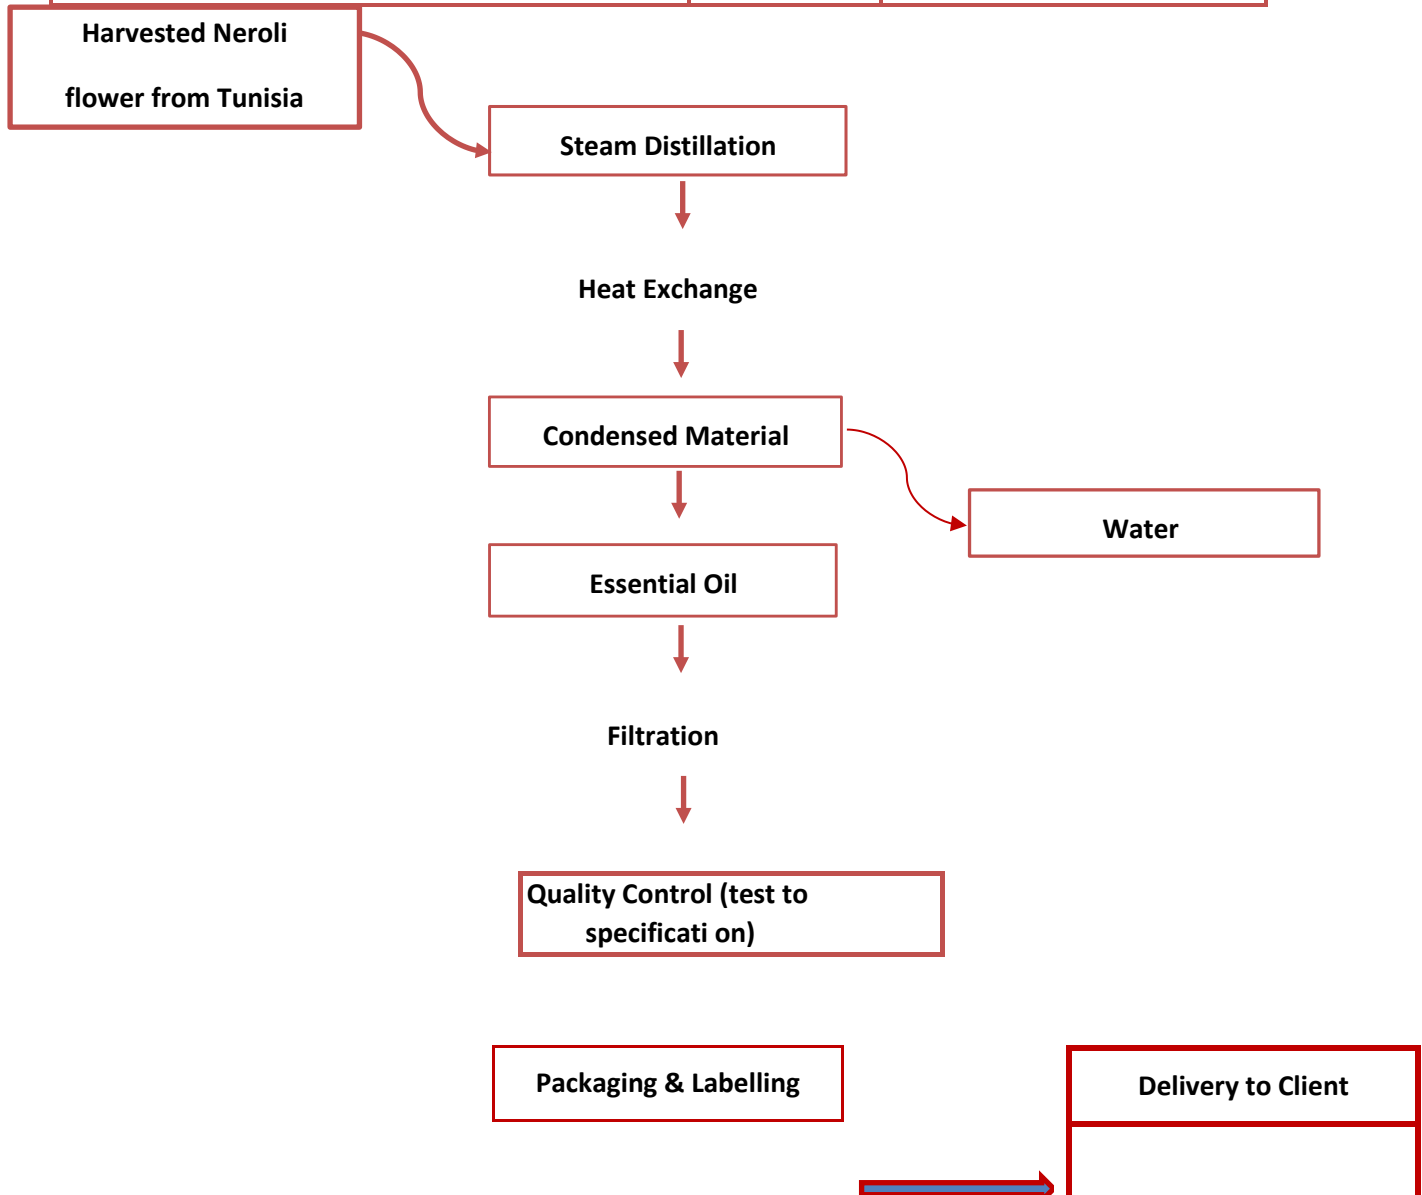 Harvested Neroli
flower from Tunisia
Steam Distillation
Heat Exchange
Condensed Material
Water
Essential Oil
Filtration
Quality Control (test to
specificati on)
Packaging & Labelling
Delivery to Client